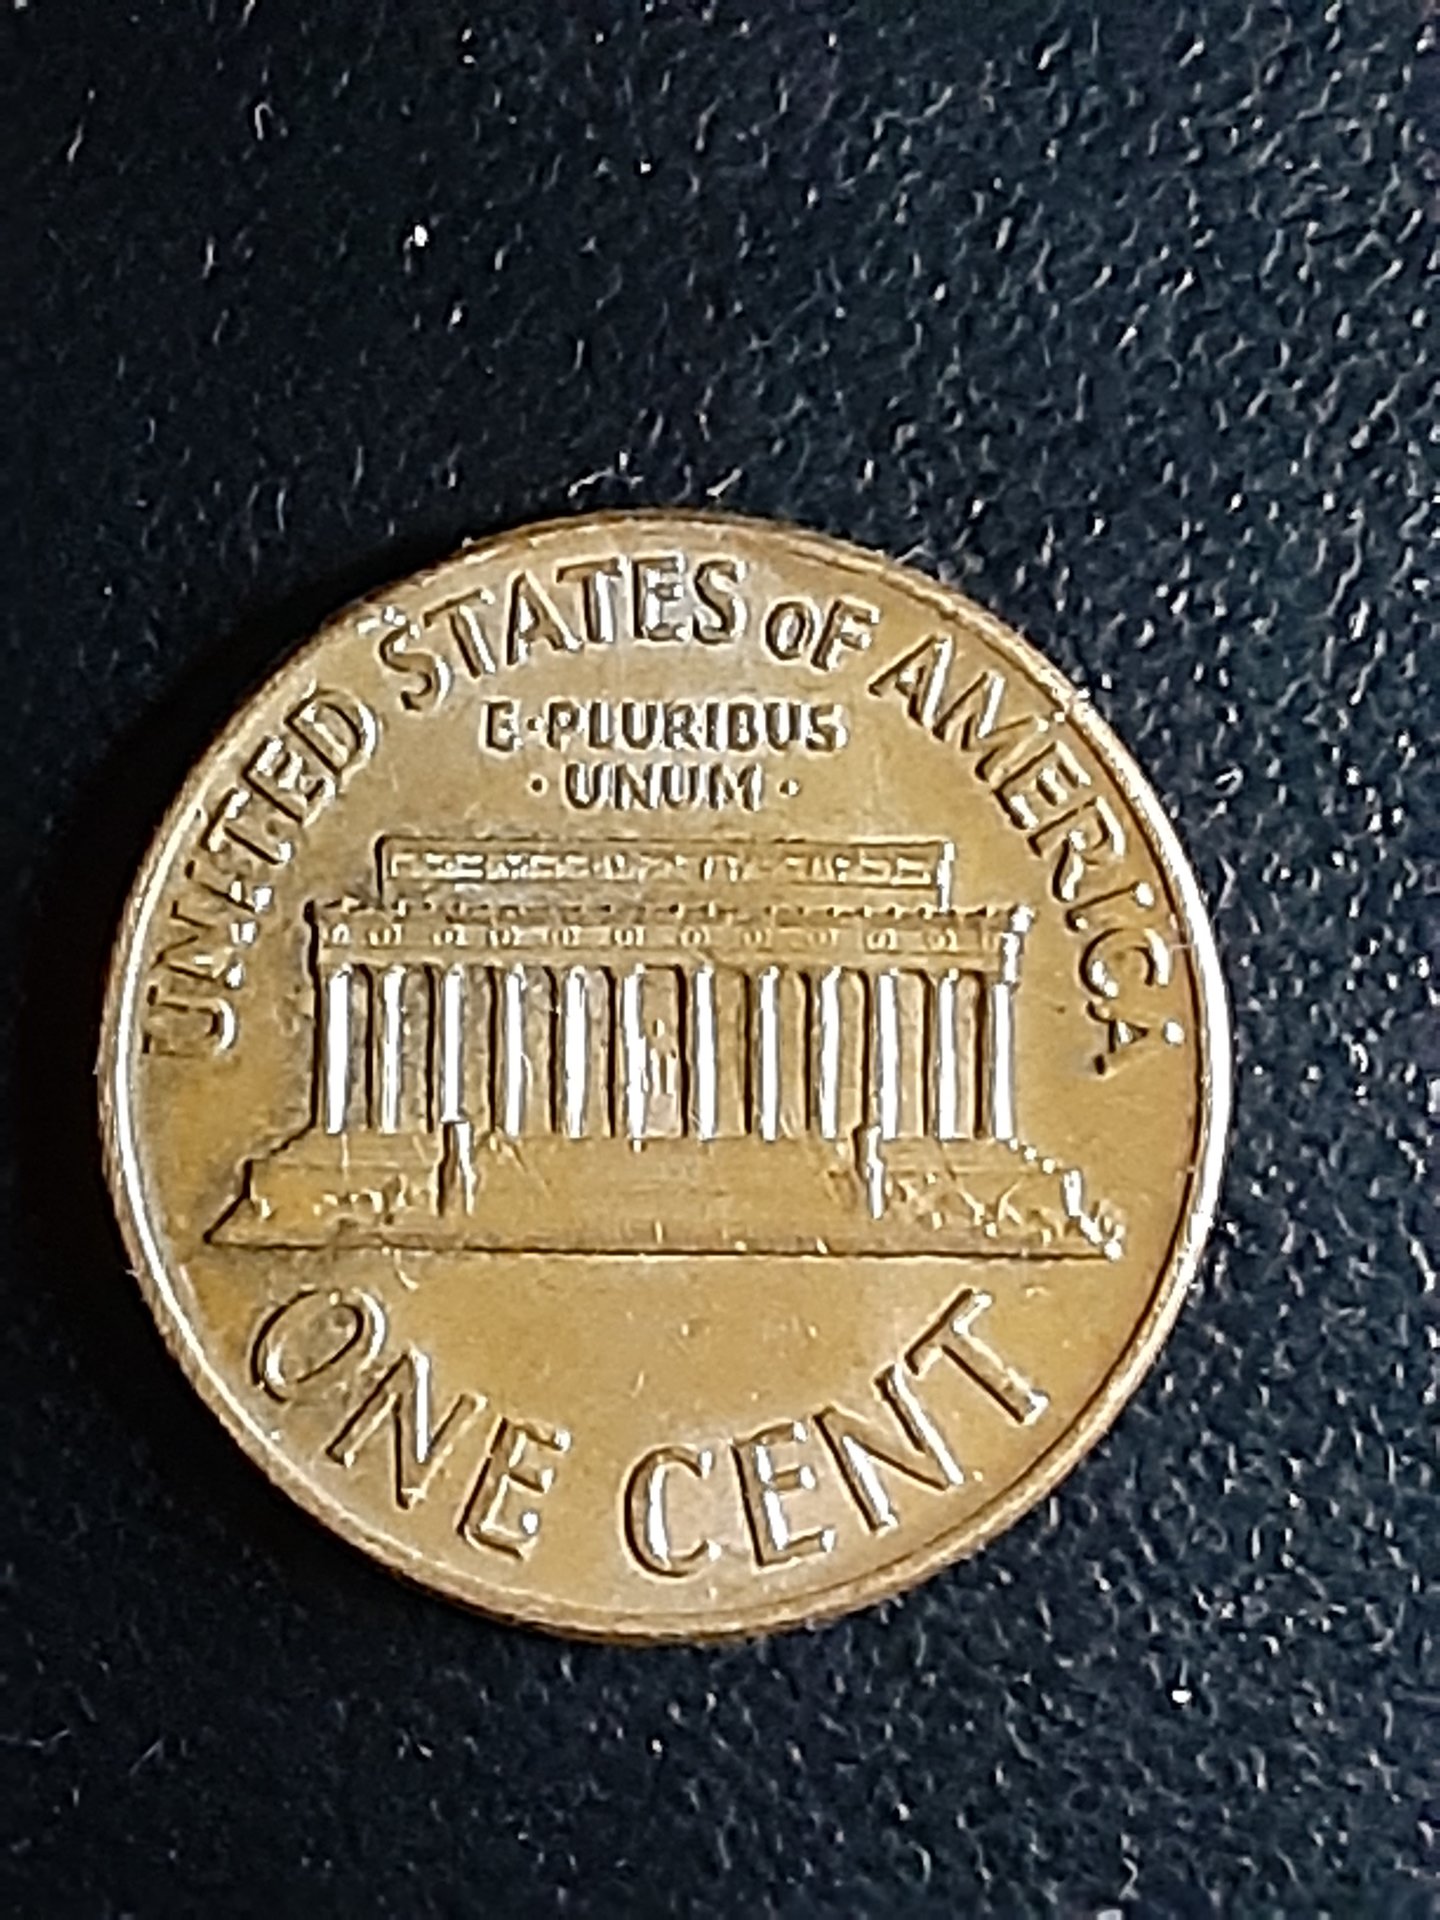 UNITED STATES OF AMERICA
E·PLURIBUS
·UNUM·
ONE CENT